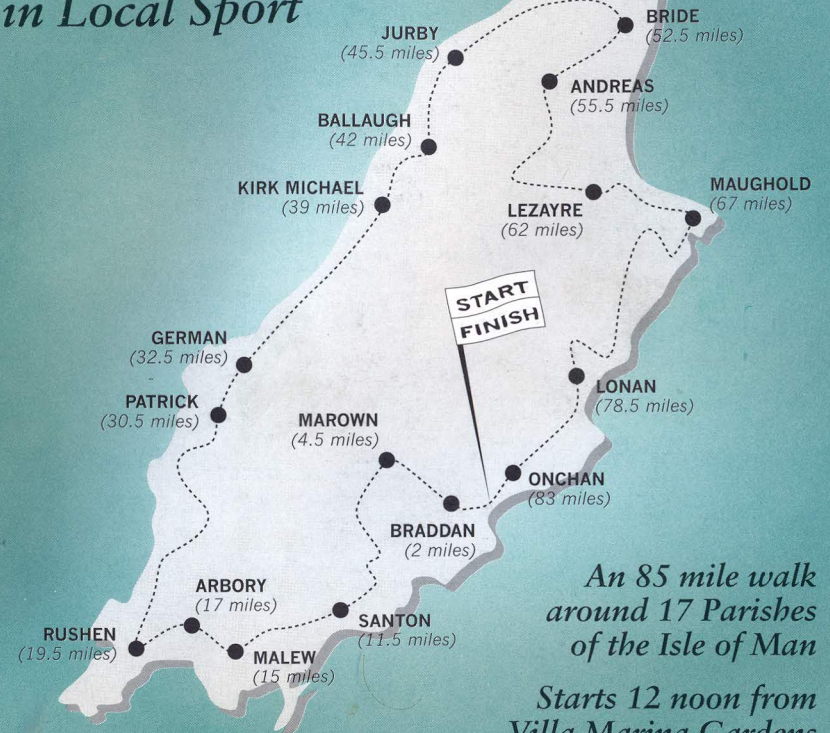 in Local Sport
BRIDE
(52.5 miles)
JURBY
(45.5 miles)
ANDREAS
(55.5 miles)
BALLAUGH
(42 miles)
KIRK MICHAEL
(39 miles)
MAUGHOLD
(67 miles)
LEZAYRE
(62 miles)
START
FINISH
GERMAN
(32.5 miles)
PATRICK
(30.5 miles)
LONAN
(78.5 miles)
MAROWN
(4.5 miles)
ONCHAN
(83 miles)
BRADDAN
(2 miles)
ARBORY
(17 miles)
SANTON
(11.5 miles)
RUSHEN
(19.5 miles)
MALEW
(15 miles)
An 85 mile walk
around 17 Parishes
of the Isle of Man
Starts 12 noon from
Villa Marina Gardens